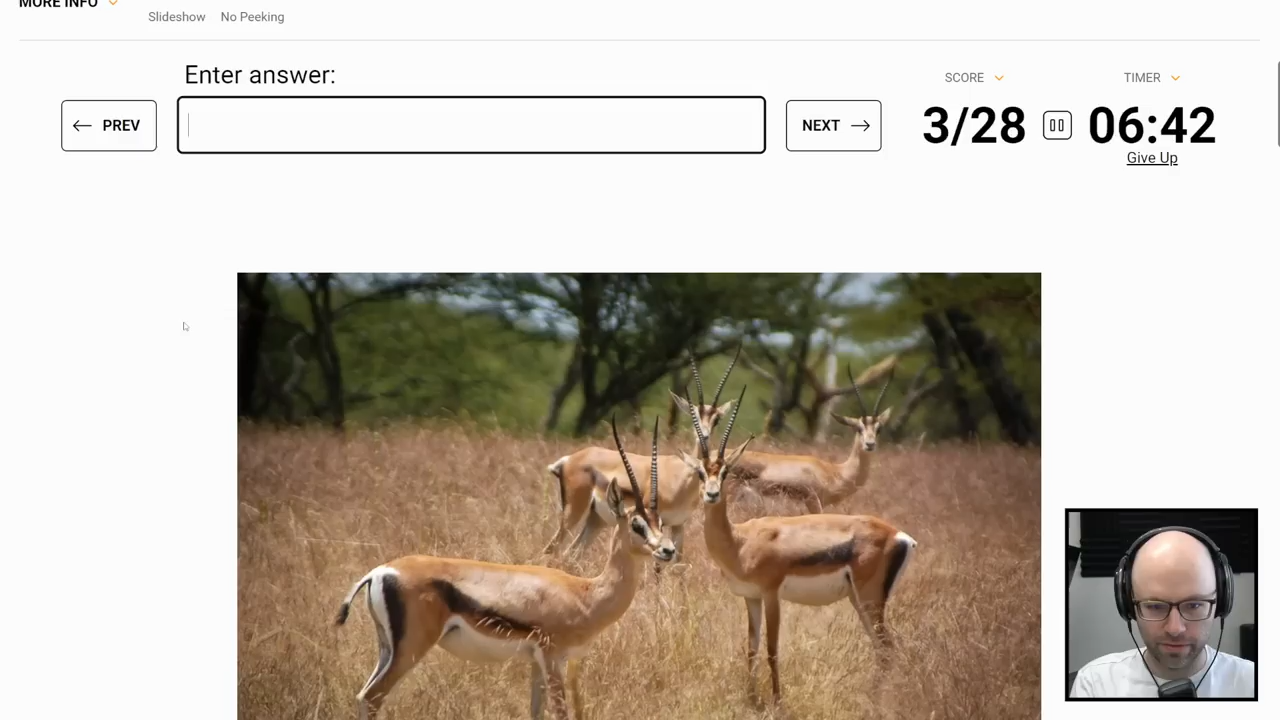 MORE INFO
Slideshow No Peeking
Enter answer:
PREV
NEXT
SCORE
3/28
TIMER
06:42
Give Up